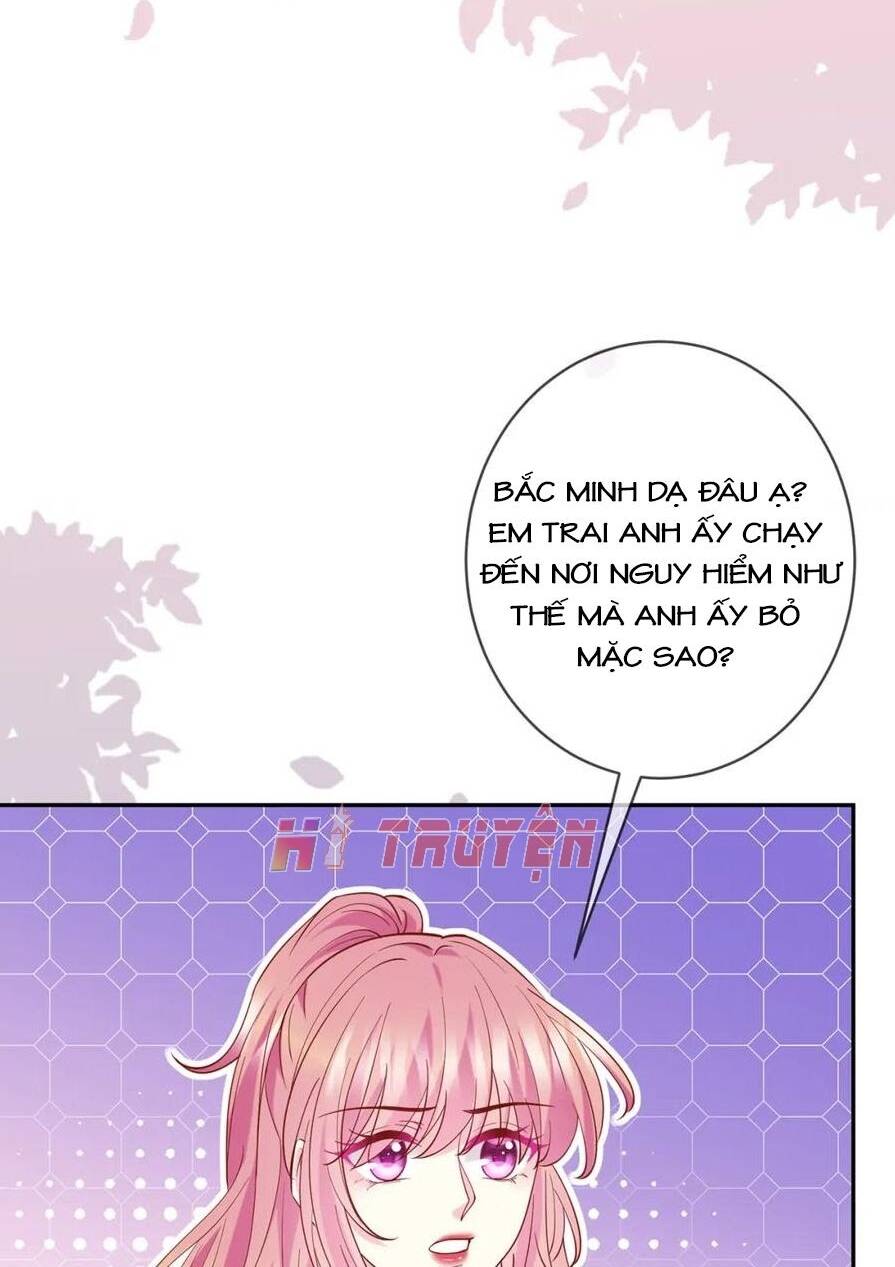 BẮC MINH DẠ ĐÂU Ạ?
EM TRAI ANH ẤY CHẠY
ĐẾN NƠI NGUY HIỂM NHƯ
THẾ MÀ ANH ẤY BỎ
MẶC SAO?
HÍ TRUYỆN